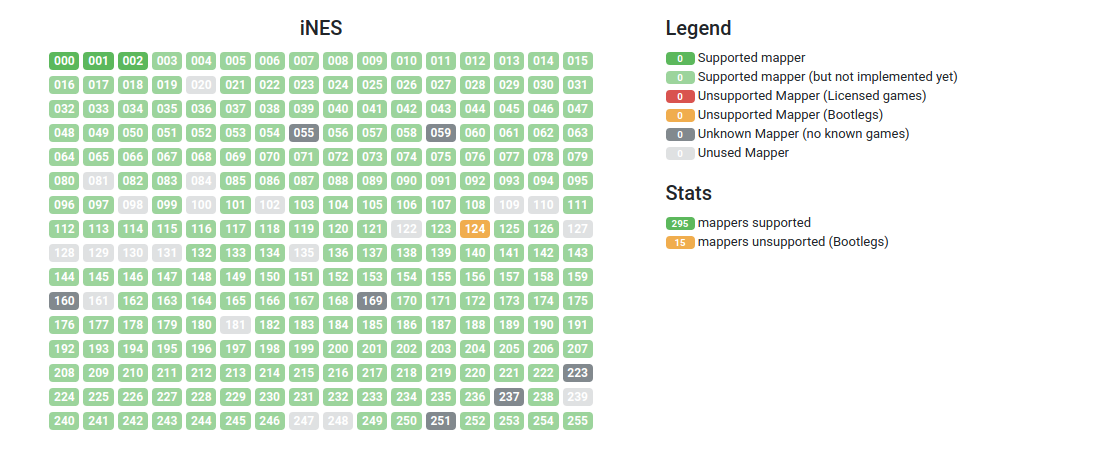 iNES
000 001 002 003 004 005 006 007 008 009 010 011 012 013 014 015
016 017 018 019 020 021 022 023 024 025 026 027 028 029 030 031
032 033 034 035 036 037 038 039 040 041 042 043 044 045 046 047
048 049 050 051 052 053 054 055 056 057 058 059 060 061 062 063
064 065 066 067 068 069 070 071 072 073 074 075 076 077 078 079
080 081 082 083 084 085 086 087 088 089 090 091 092 093 094 095
096 097 098 099 100 101 102 103 104 105 106 107 108 109 110 111
112 113 114 115 116 117 118 119 120 121 122 123 124 125 126 127
128 129 130 131 132 133 134 135 136 137 138 139 140 141 142 143
144 145 146 147 148 149 150 151 152 153 154 155 156 157 158 159
160 161 162 163 164 165 166 167 168 169 170 171 172 173 174 175
176 177 178 179 180 181 182 183 184 185 186 187 188 189 190 191
192 193 194 195 196 197 198 199 200 201 202 203 204 205 206 207
208 209 210 211 212 213 214 215 216 217 218 219 220 221 222 223
224 225 226 227 228 229 230 231 232 233 234 235 236 237 238 239
240 241 242 243 244 245 246 247 248 249 250 251 252 253 254 255
Legend
0 Supported mapper
0 Supported mapper (but not implemented yet)
0 Unsupported Mapper (Licensed games)
0 Unsupported Mapper (Bootlegs)
0 Unknown Mapper (no known games)
0 Unused Mapper
Stats
295 mappers supported
15 mappers unsupported (Bootlegs)